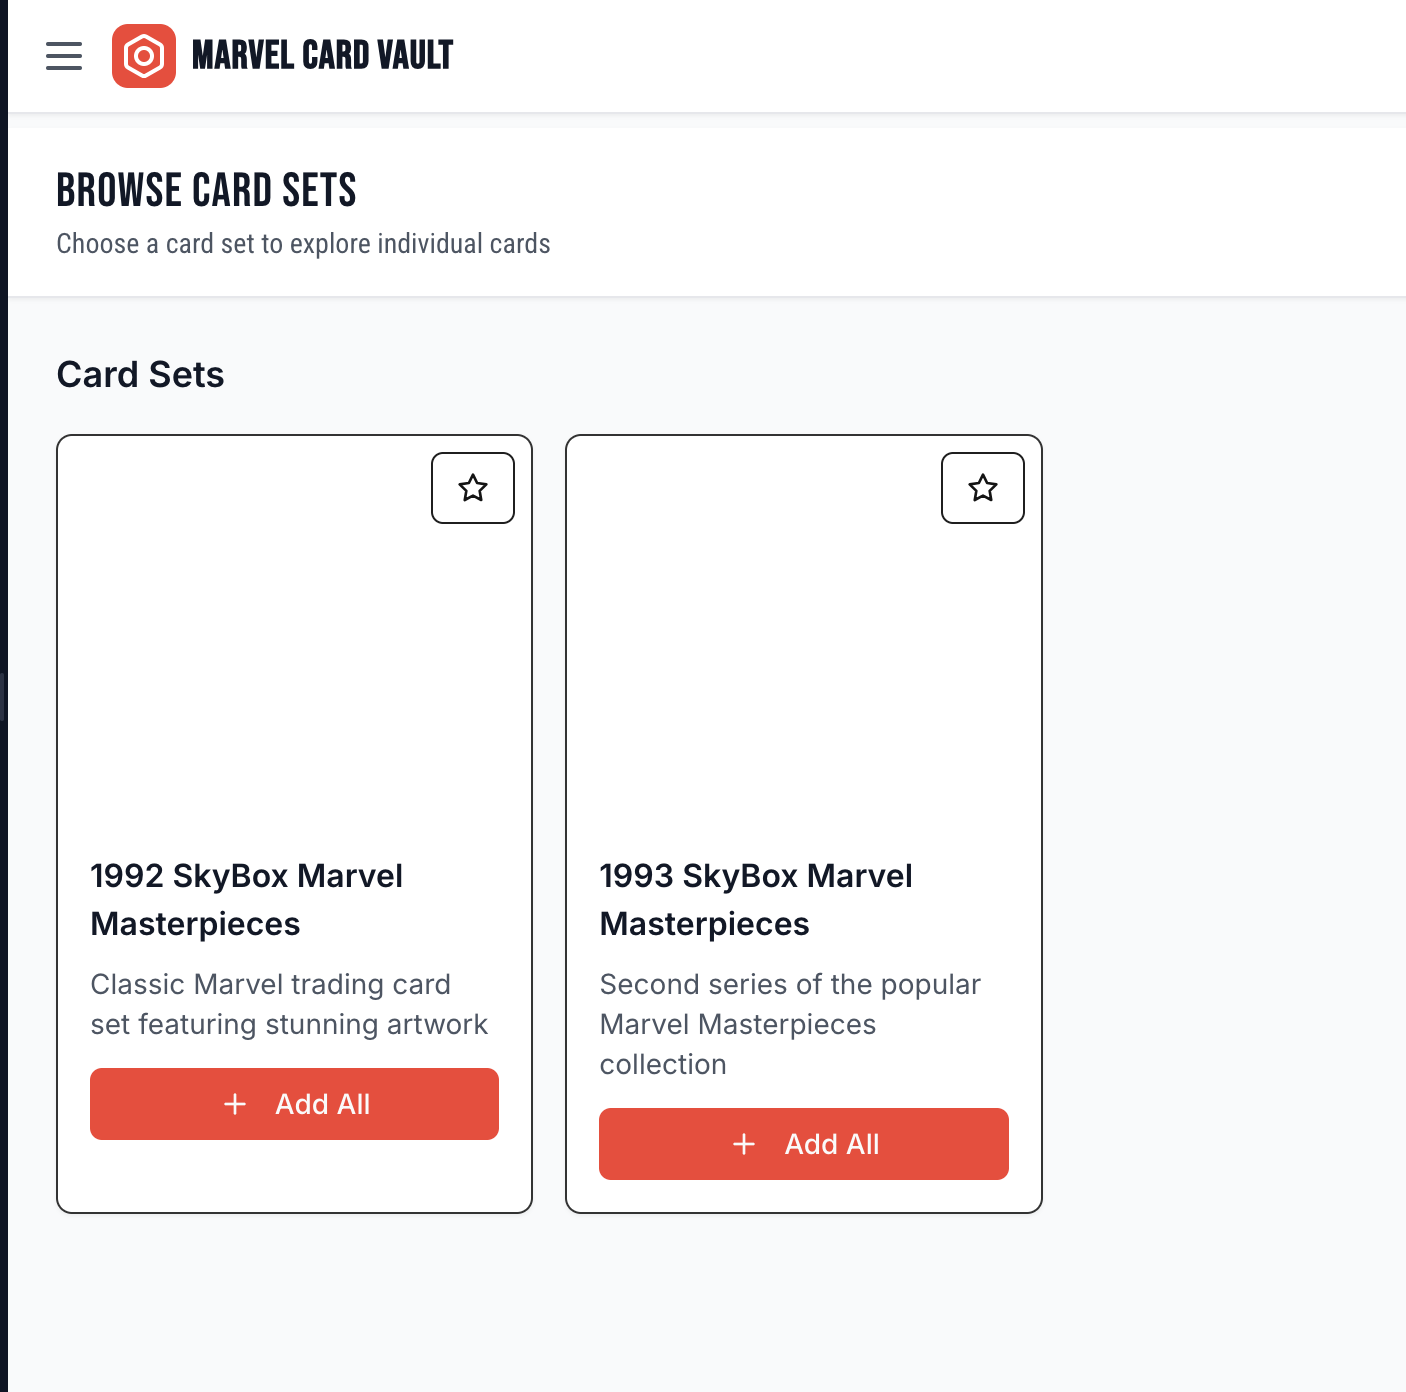 MARVEL CARD VAULT
BROWSE CARD SETS
Choose a card set to explore individual cards
Card Sets
1992 SkyBox Marvel
Masterpieces
Classic Marvel trading card
set featuring stunning artwork
Add All
1993 SkyBox Marvel
Masterpieces
Second series of the popular
Marvel Masterpieces
collection
Add All